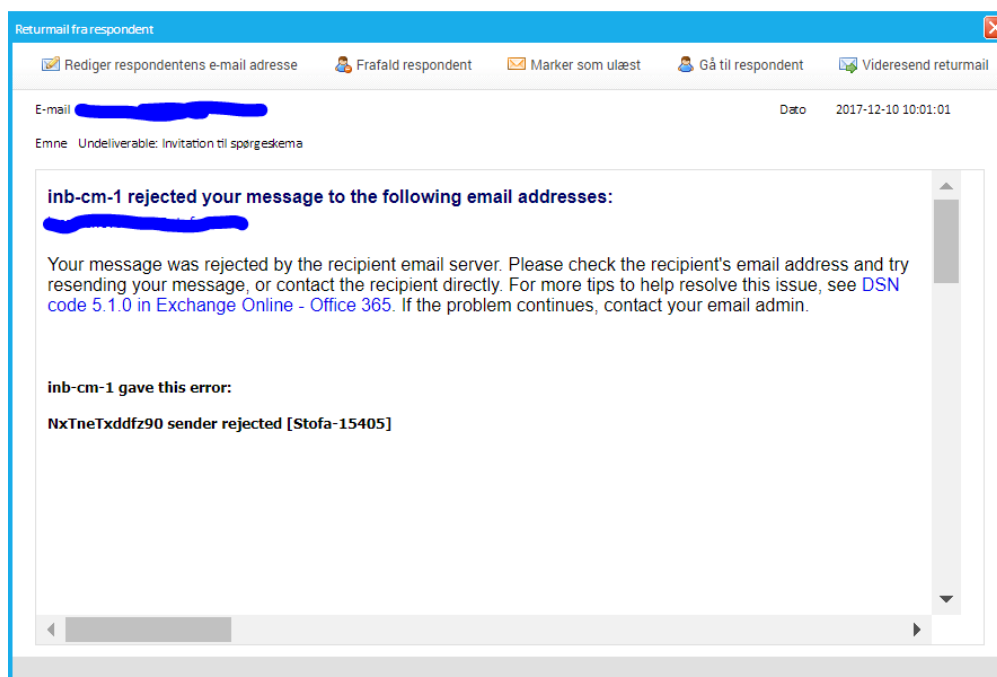 Returmail fra respondent
Rediger respondentens e-mail adresse Frafald respondent Marker som ulæst Gå til respondent Videresend returmail
E-mail Dato 2017-12-10 10:01:01
Emne Undeliverable: Invitation til spørgeskema
inb-cm-1 rejected your message to the following email addresses:
Your message was rejected by the recipient email server. Please check the recipient's email address and try
resending your message, or contact the recipient directly. For more tips to help resolve this issue, see DSN
code 5.1.0 in Exchange Online - Office 365. If the problem continues, contact your email admin.
inb-cm-1 gave this error:
NxTneTxddfz90 sender rejected [Stofa-15405]